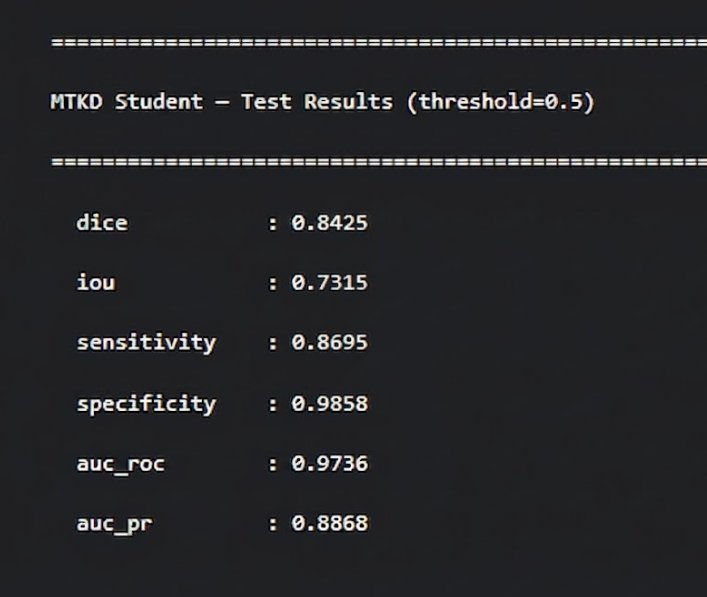 =======================================================
MTKD Student — Test Results (threshold=0.5)
=======================================================
dice : 0.8425
iou : 0.7315
sensitivity : 0.8695
specificity : 0.9858
auc_roc : 0.9736
auc_pr : 0.8868